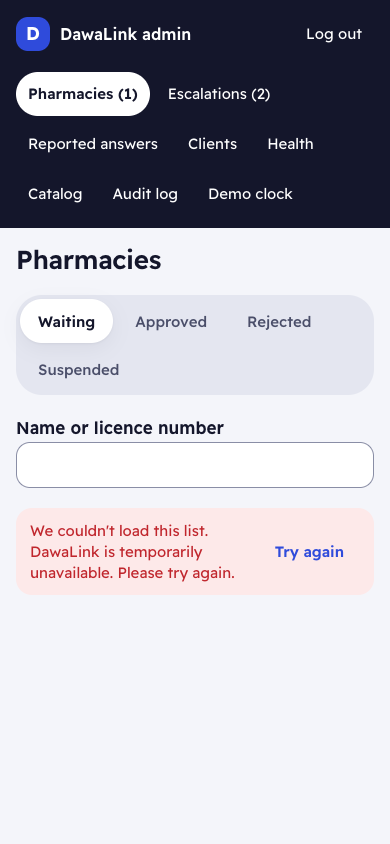 D DawaLink admin Log out
Pharmacies (1) Escalations (2)
Reported answers Clients Health
Catalog Audit log Demo clock
Pharmacies
Waiting Approved Rejected
Suspended
Name or licence number
We couldn't load this list.
DawaLink is temporarily
unavailable. Please try again.
Try again